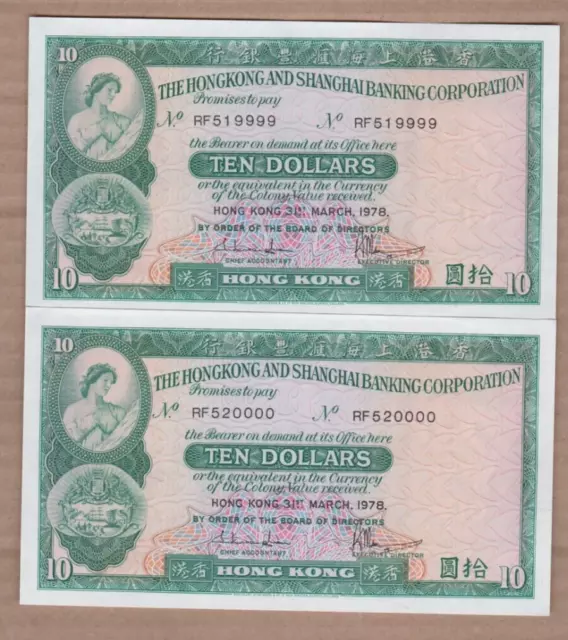 10
行銀豐滙海上港香
THE HONGKONG AND SHANGHAI BANKING CORPORATION
Promises to pay
Nº RF519999 Nº RF519999
the Bearer on demand at its Office here
TEN DOLLARS
or the equivalent in the Currency
of the Colony, Value received.
HONG KONG 31ST MARCH, 1978.
BY ORDER OF THE BOARD OF DIRECTORS
CHIEF ACCOUNTANT EXECUTIVE DIRECTOR
10 港香 HONG KONG 港香 圓拾 10
10
行銀豐滙海上港香
THE HONGKONG AND SHANGHAI BANKING CORPORATION
Promises to pay
Nº RF520000 Nº RF520000
the Bearer on demand at its Office here
TEN DOLLARS
or the equivalent in the Currency
of the Colony, Value received.
HONG KONG 31ST MARCH, 1978.
BY ORDER OF THE BOARD OF DIRECTORS
CHIEF ACCOUNTANT EXECUTIVE DIRECTOR
10 港香 HONG KONG 港香 圓拾 10